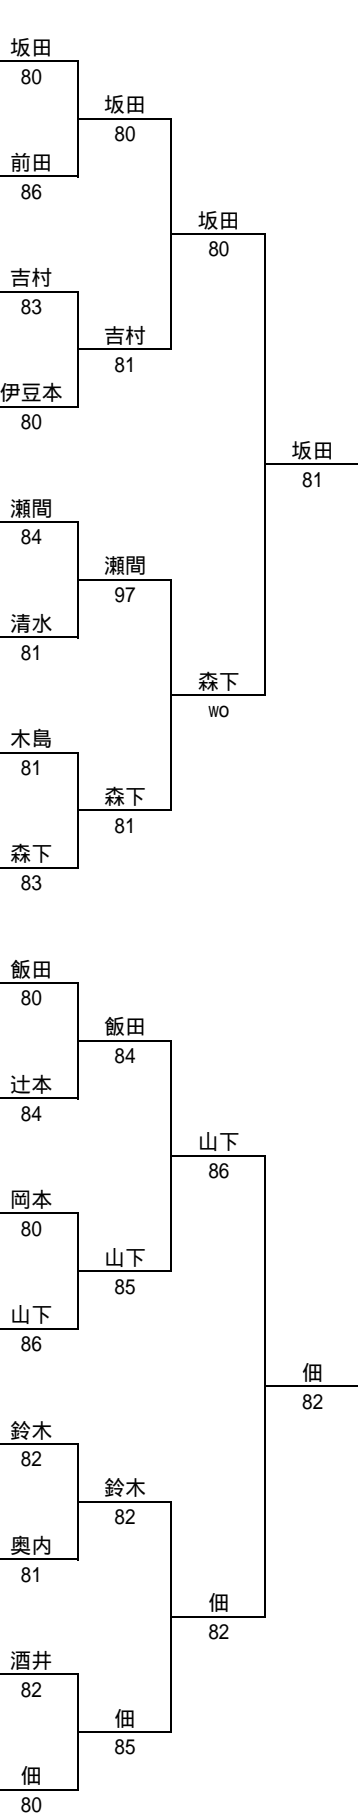 坂田
80
坂田
80
前田
86
坂田
80
吉村
83
吉村
81
伊豆本
80
坂田
81
瀬間
84
瀬間
97
清水
81
森下
wo
木島
81
森下
81
森下
83
飯田
80
飯田
84
辻本
84
山下
86
岡本
80
山下
85
山下
86
佃
82
鈴木
82
鈴木
82
奥内
81
佃
82
酒井
82
佃
85
佃
80